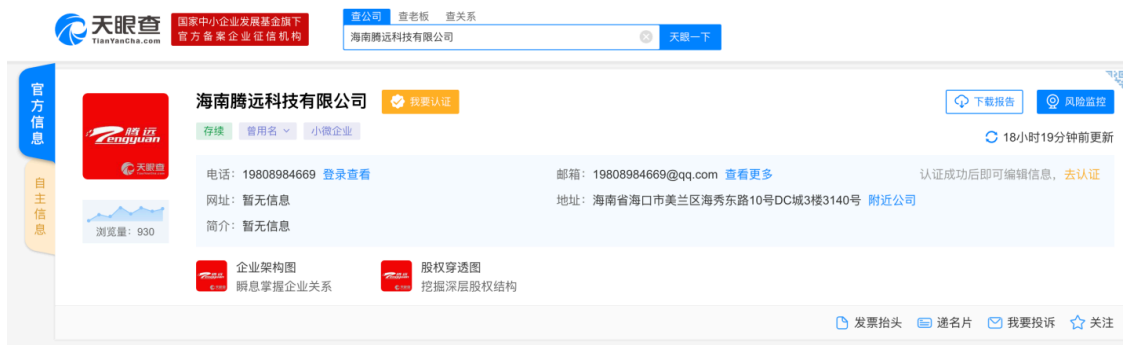 天眼查
TianYanCha.com
国家中小企业发展基金旗下
官方备案企业征信机构
查公司 查老板 查关系
海南腾远科技有限公司
天眼一下
官方信息
自主信息
腾远
Tengyuan
天眼查
浏览量：930
海南腾远科技有限公司 我要认证
下载报告 风险监控
存续 曾用名 小微企业
18小时19分钟前更新
电话：19808984669 登录查看 邮箱：19808984669@qq.com 查看更多 认证成功后即可编辑信息，去认证
网址：暂无信息 地址：海南省海口市美兰区海秀东路10号DC城3楼3140号 附近公司
简介：暂无信息
企业架构图 股权穿透图
瞬息掌握企业关系 挖掘深层股权结构
发票抬头 递名片 我要投诉 关注